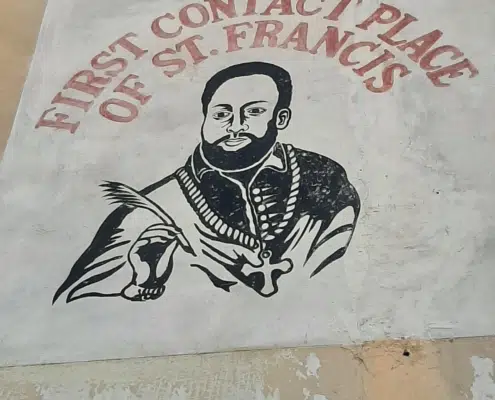 FIRST CONTACT PLACE
OF ST. FRANCIS